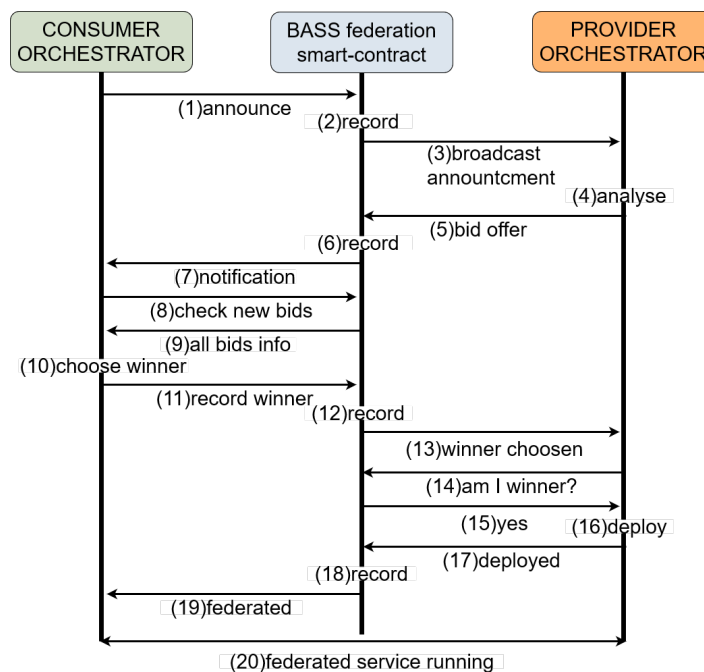 CONSUMER
ORCHESTRATOR
BASS federation
smart-contract
PROVIDER
ORCHESTRATOR
(1)announce
(2)record
(3)broadcast
annountcment
(4)analyse
(5)bid offer
(6)record
(7)notification
(8)check new bids
(9)all bids info
(10)choose winner
(11)record winner
(12)record
(13)winner choosen
(14)am I winner?
(15)yes
(16)deploy
(17)deployed
(18)record
(19)federated
(20)federated service running